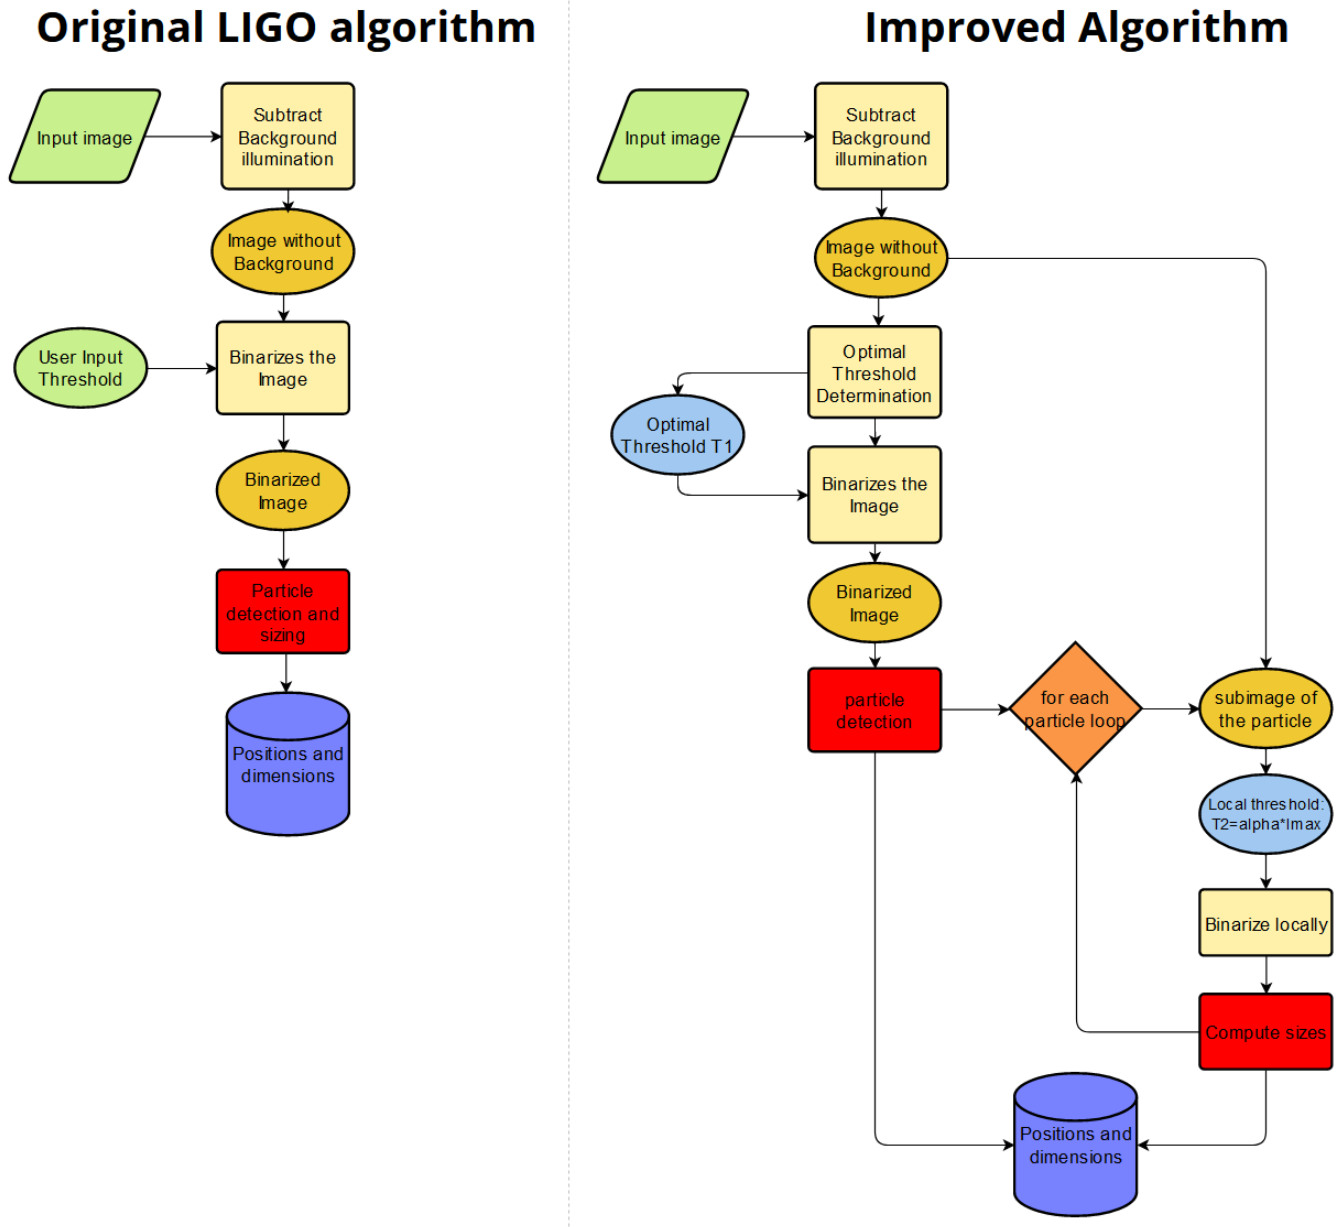 Original LIGO algorithm
Input image
Subtract
Background
illumination
Image without
Background
User Input
Threshold
Binarizes the
Image
Binarized
Image
Particle
detection and
sizing
Positions and
dimensions
Improved Algorithm
Input image
Subtract
Background
illumination
Image without
Background
Optimal
Threshold
Determination
Optimal
Threshold T1
Binarizes the
Image
Binarized
Image
particle
detection
for each
particle loop
subimage of
the particle
Local threshold:
T2=alpha*Imax
Binarize locally
Compute sizes
Positions and
dimensions